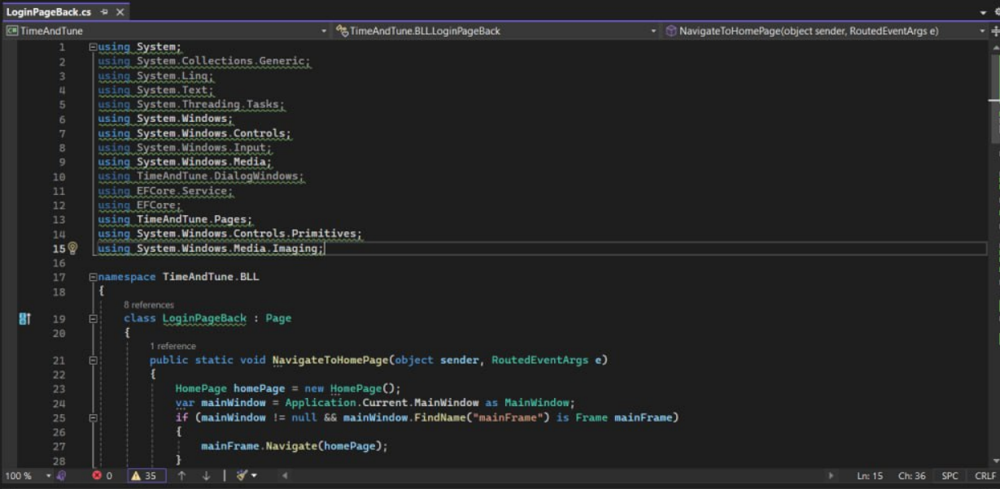 LoginPageBack.cs
TimeAndTune TimeAndTune.BLL.LoginPageBack NavigateToHomePage(object sender, RoutedEventArgs e)
1 using System;
2 using System.Collections.Generic;
3 using System.Linq;
4 using System.Text;
5 using System.Threading.Tasks;
6 using System.Windows;
7 using System.Windows.Controls;
8 using System.Windows.Input;
9 using System.Windows.Media;
10 using TimeAndTune.DialogWindows;
11 using EFCore.Service;
12 using EFCore;
13 using TimeAndTune.Pages;
14 using System.Windows.Controls.Primitives;
15 using System.Windows.Media.Imaging;
16
17 namespace TimeAndTune.BLL
18 {
8 references
19 class LoginPageBack : Page
20 {
1 reference
21 public static void NavigateToHomePage(object sender, RoutedEventArgs e)
22 {
23 HomePage homePage = new HomePage();
24 var mainWindow = Application.Current.MainWindow as MainWindow;
25 if (mainWindow != null && mainWindow.FindName("mainFrame") is Frame mainFrame)
26 {
27 mainFrame.Navigate(homePage);
28 }
100 % 0 35 Ln: 15 Ch: 36 SPC CRLF